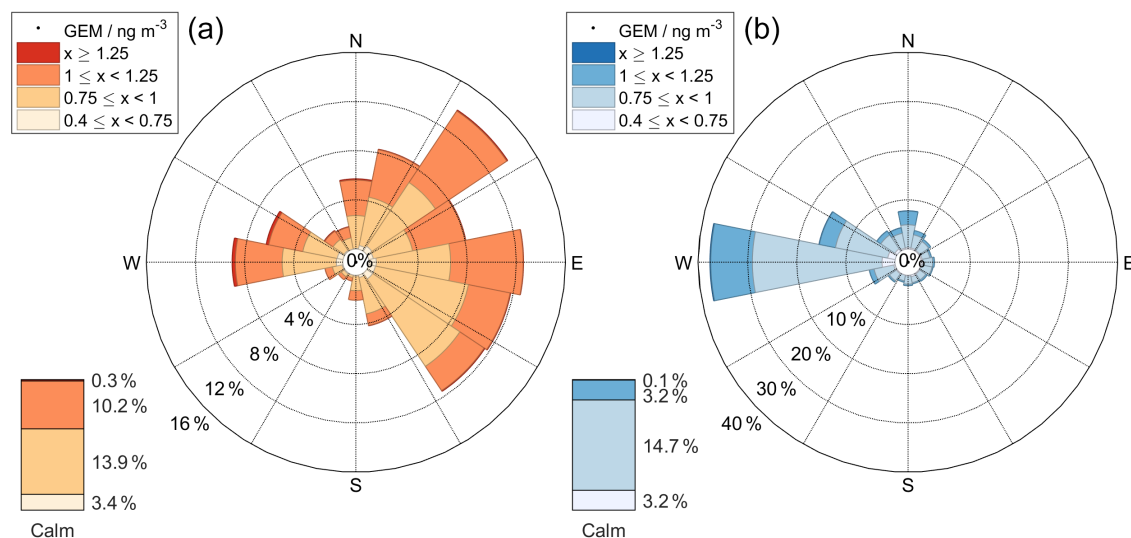 GEM / ng m-3
x ≥ 1.25
1 ≤ x < 1.25
0.75 ≤ x < 1
0.4 ≤ x < 0.75
(a)
N
W
0%
E
4 %
8 %
12 %
16 %
S
0.3 %
10.2 %
13.9 %
3.4 %
Calm
GEM / ng m-3
x ≥ 1.25
1 ≤ x < 1.25
0.75 ≤ x < 1
0.4 ≤ x < 0.75
(b)
N
W
0%
E
10 %
20 %
30 %
40 %
S
0.1 %
3.2 %
14.7 %
3.2 %
Calm